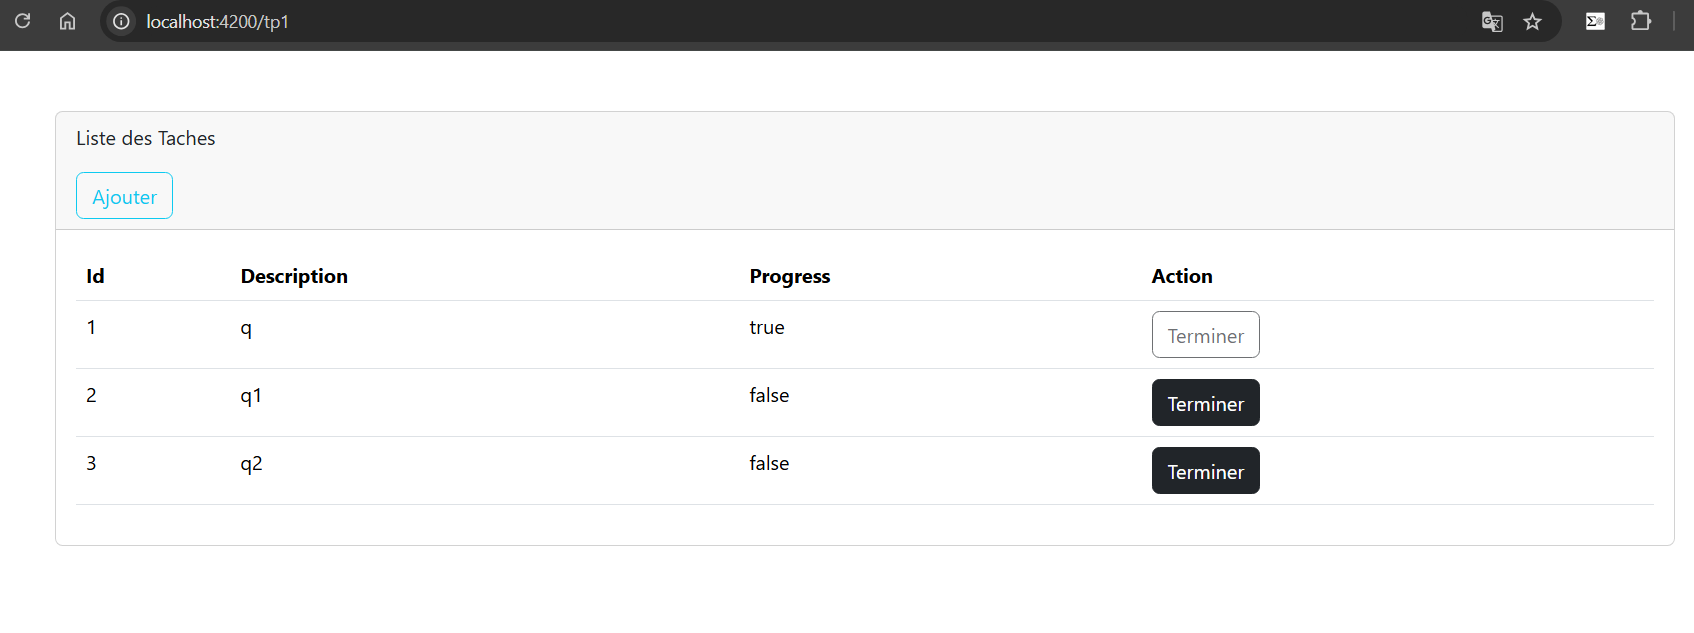 localhost:4200/tp1
Liste des Taches
Ajouter
Id Description Progress Action
1 q true Terminer
2 q1 false Terminer
3 q2 false Terminer